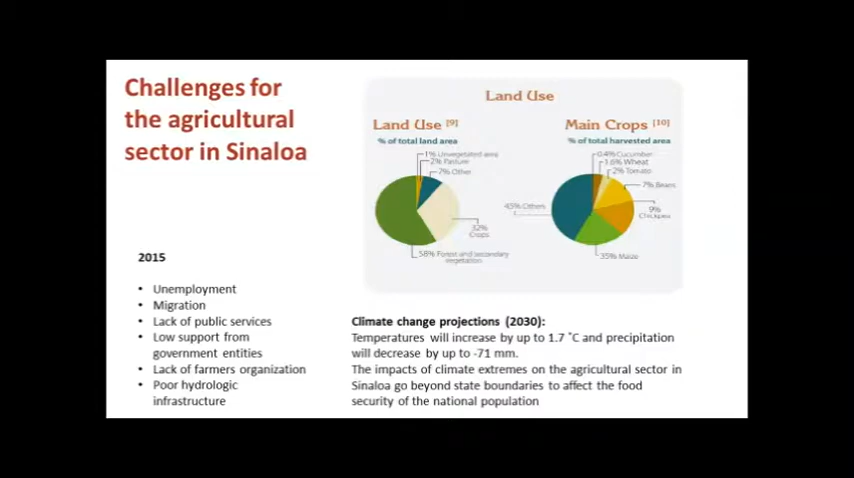 Challenges for
the agricultural
sector in Sinaloa
Land Use
Land Use [9]
% of total land area
1% Unvegetated area
2% Pasture
7% Other
32%
Crops
58% Forest and secondary
vegetation
Main Crops [10]
% of total harvested area
0.4% Cucumber
1.6% Wheat
2% Tomato
7% Beans
9%
Chickpea
35% Maize
45% Others
2015
• Unemployment
• Migration
• Lack of public services
• Low support from
government entities
• Lack of farmers organization
• Poor hydrologic
infrastructure
Climate change projections (2030):
Temperatures will increase by up to 1.7 ˚C and precipitation
will decrease by up to -71 mm.
The impacts of climate extremes on the agricultural sector in
Sinaloa go beyond state boundaries to affect the food
security of the national population